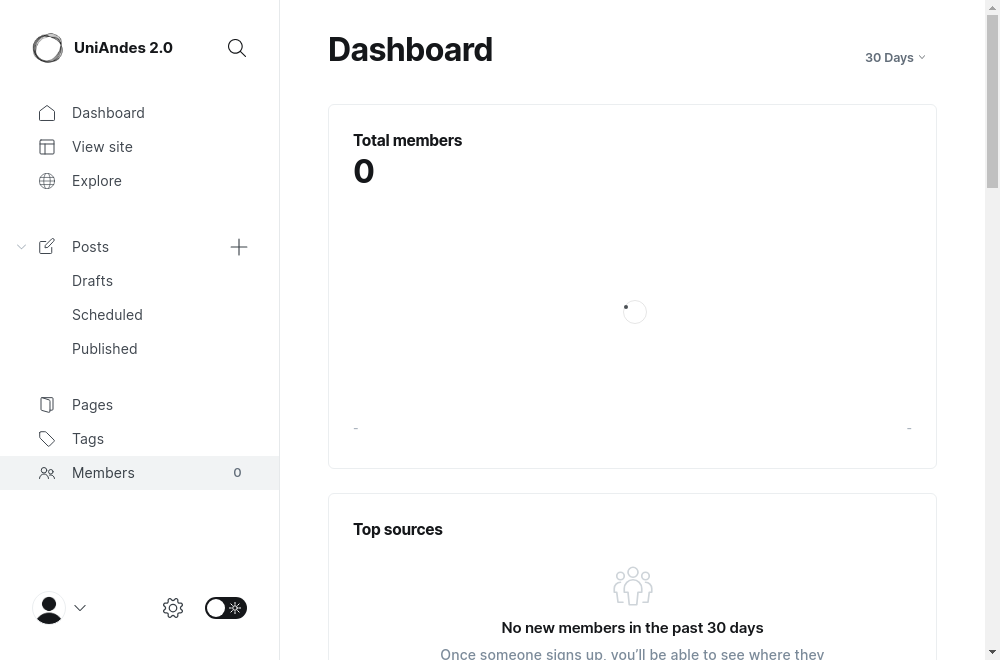 UniAndes 2.0
Dashboard
View site
Explore
Posts
Drafts
Scheduled
Published
Pages
Tags
Members 0
Dashboard
30 Days
Total members
0
- -
Top sources
No new members in the past 30 days
Once someone signs up, you’ll be able to see where they